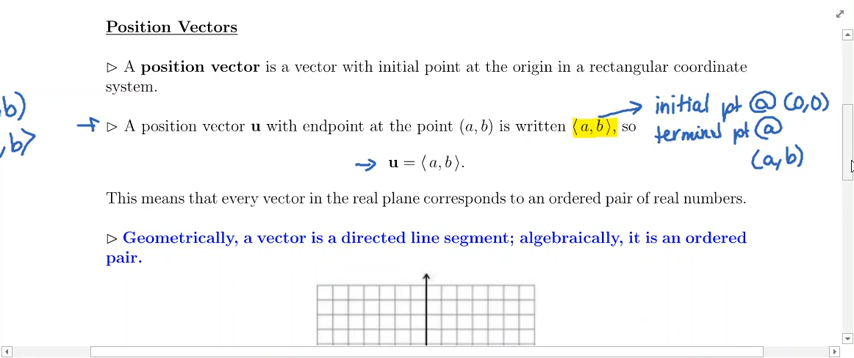 Position Vectors
▷ A position vector is a vector with initial point at the origin in a rectangular coordinate
system.
b)
,b>
▷ A position vector u with endpoint at the point (a, b) is written ⟨a, b⟩, so
→ initial pt @ (0,0)
terminal pt @
(a,b)
→ u = ⟨a, b⟩.
This means that every vector in the real plane corresponds to an ordered pair of real numbers.
▷ Geometrically, a vector is a directed line segment; algebraically, it is an ordered
pair.